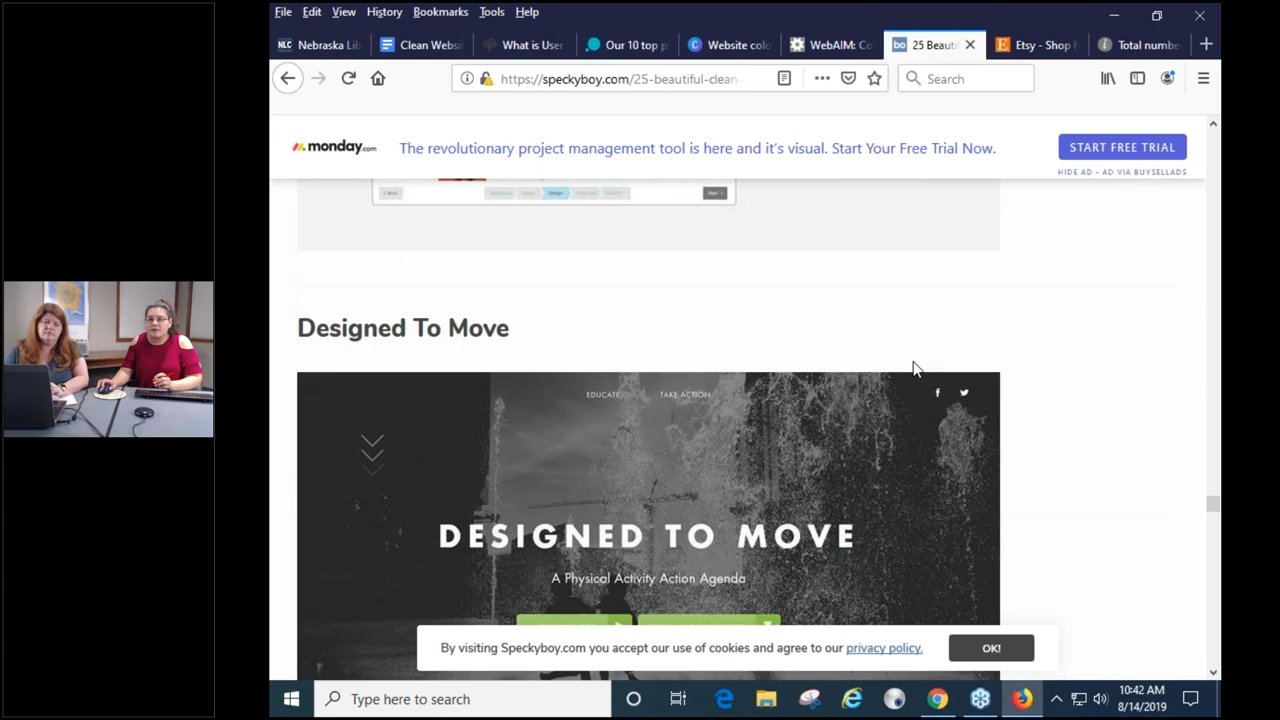 File Edit View History Bookmarks Tools Help
NLC Nebraska Lib Clean Websi What is User Our 10 top p Website colo WebAIM: Co bo 25 Beauti Etsy - Shop f Total numbe
https://speckyboy.com/25-beautiful-clean- Search
monday.com The revolutionary project management tool is here and it's visual. Start Your Free Trial Now. START FREE TRIAL
HIDE AD • AD VIA BUYSELLADS
Designed To Move
EDUCATE TAKE ACTION
DESIGNED TO MOVE
A Physical Activity Action Agenda
By visiting Speckyboy.com you accept our use of cookies and agree to our privacy policy. OK!
Type here to search
10:42 AM
8/14/2019